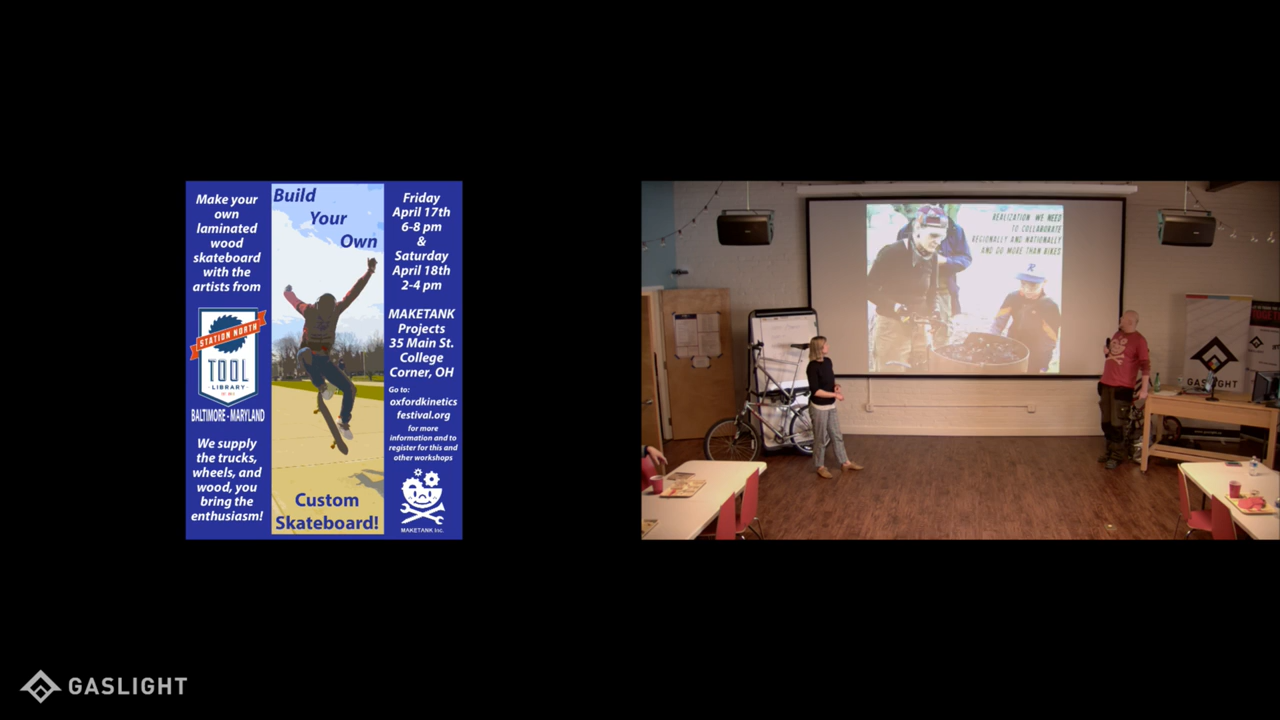 Make your
own
laminated
wood
skateboard
with the
artists from
STATION NORTH
TOOL
LIBRARY
BALTIMORE - MARYLAND
We supply
the trucks,
wheels, and
wood, you
bring the
enthusiasm!
Build
Your
Own
Custom
Skateboard!
Friday
April 17th
6-8 pm
&
Saturday
April 18th
2-4 pm
MAKETANK
Projects
35 Main St.
College
Corner, OH
Go to:
oxfordkinetics
festival.org
for more
information and to
register for this and
other workshops
MAKETANK Inc.
REALIZATION WE NEED
TO COLLABORATE
REGIONALLY AND NATIONALLY
AND DO MORE THAN BIKES
GASLIGHT
GASLIGHT